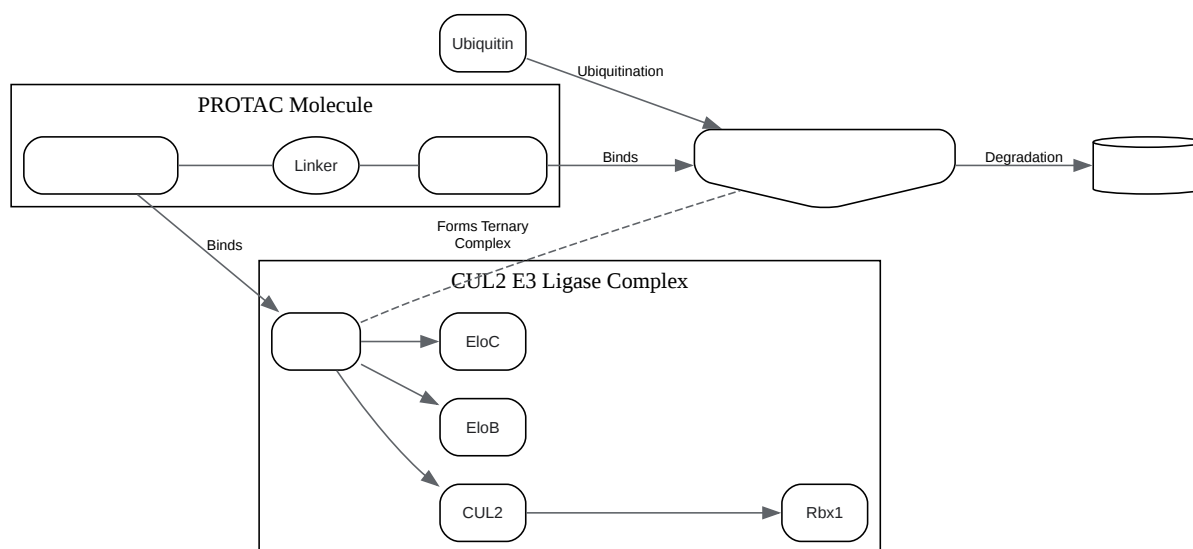 Ubiquitin
Ubiquitination
PROTAC Molecule
Linker
Binds
Degradation
Binds
Forms Ternary
Complex
CUL2 E3 Ligase Complex
EloC
EloB
CUL2
Rbx1